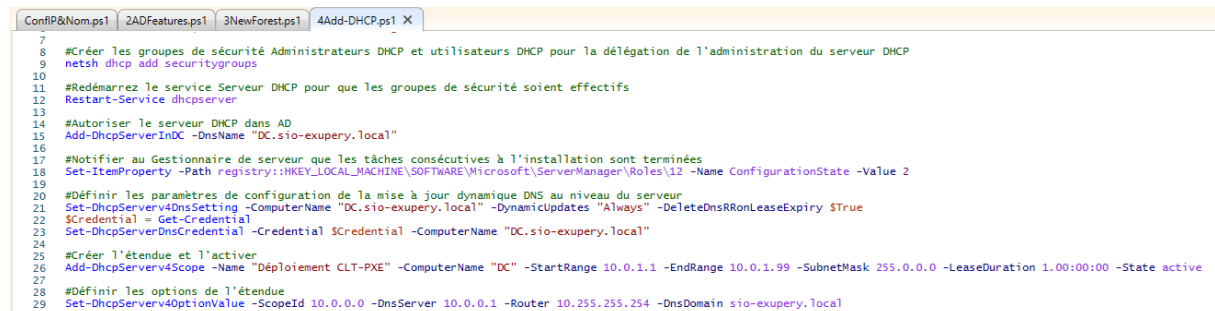 ConfIP&Nom.ps1 2ADFeatures.ps1 3NewForest.ps1 4Add-DHCP.ps1 X
7
8 #Créer les groupes de sécurité Administrateurs DHCP et utilisateurs DHCP pour la délégation de l'administration du serveur DHCP
9 netsh dhcp add securitygroups
10
11 #Redémarrez le service Serveur DHCP pour que les groupes de sécurité soient effectifs
12 Restart-Service dhcpserver
13
14 #Autoriser le serveur DHCP dans AD
15 Add-DhcpServerInDC -DnsName "DC.sio-exupery.local"
16
17 #Notifier au Gestionnaire de serveur que les tâches consécutives à l'installation sont terminées
18 Set-ItemProperty -Path registry::HKEY_LOCAL_MACHINE\SOFTWARE\Microsoft\ServerManager\Roles\12 -Name ConfigurationState -Value 2
19
20 #Définir les paramètres de configuration de la mise à jour dynamique DNS au niveau du serveur
21 Set-DhcpServerv4DnsSetting -ComputerName "DC.sio-exupery.local" -DynamicUpdates "Always" -DeleteDnsRRonLeaseExpiry $True
22 $Credential = Get-Credential
23 Set-DhcpServerDnsCredential -Credential $Credential -ComputerName "DC.sio-exupery.local"
24
25 #Créer l'étendue et l'activer
26 Add-DhcpServerv4Scope -Name "Déploiement CLT-PXE" -ComputerName "DC" -StartRange 10.0.1.1 -EndRange 10.0.1.99 -SubnetMask 255.0.0.0 -LeaseDuration 1.00:00:00 -State active
27
28 #Définir les options de l'étendue
29 Set-DhcpServerv4OptionValue -ScopeId 10.0.0.0 -DnsServer 10.0.0.1 -Router 10.255.255.254 -DnsDomain sio-exupery.local